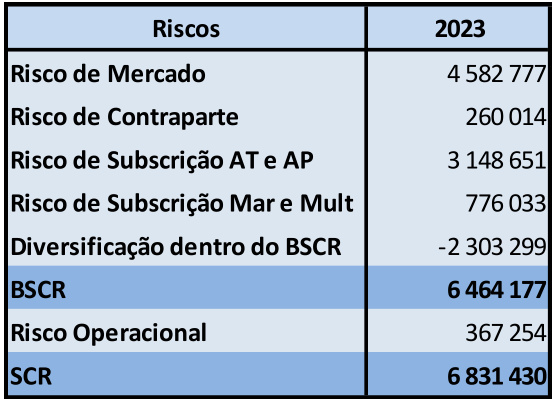 Riscos 2023
Risco de Mercado 4 582 777
Risco de Contraparte 260 014
Risco de Subscrição AT e AP 3 148 651
Risco de Subscrição Mar e Mult 776 033
Diversificação dentro do BSCR -2 303 299
BSCR 6 464 177
Risco Operacional 367 254
SCR 6 831 430